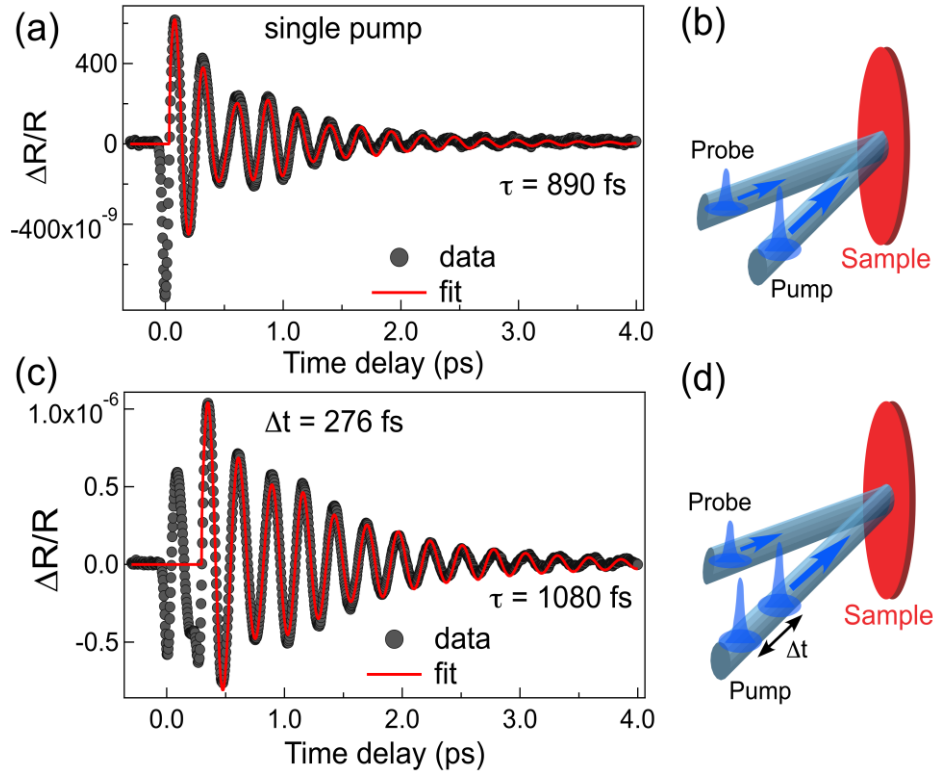 (a)
single pump
400
0
-400x10⁻⁹
ΔR/R
τ = 890 fs
data
fit
0.0 1.0 2.0 3.0 4.0
Time delay (ps)
(b)
Probe
Pump
Sample
(c)
1.0x10⁻⁶
0.5
0.0
-0.5
ΔR/R
Δt = 276 fs
τ = 1080 fs
data
fit
0.0 1.0 2.0 3.0 4.0
Time delay (ps)
(d)
Probe
Sample
Δt
Pump